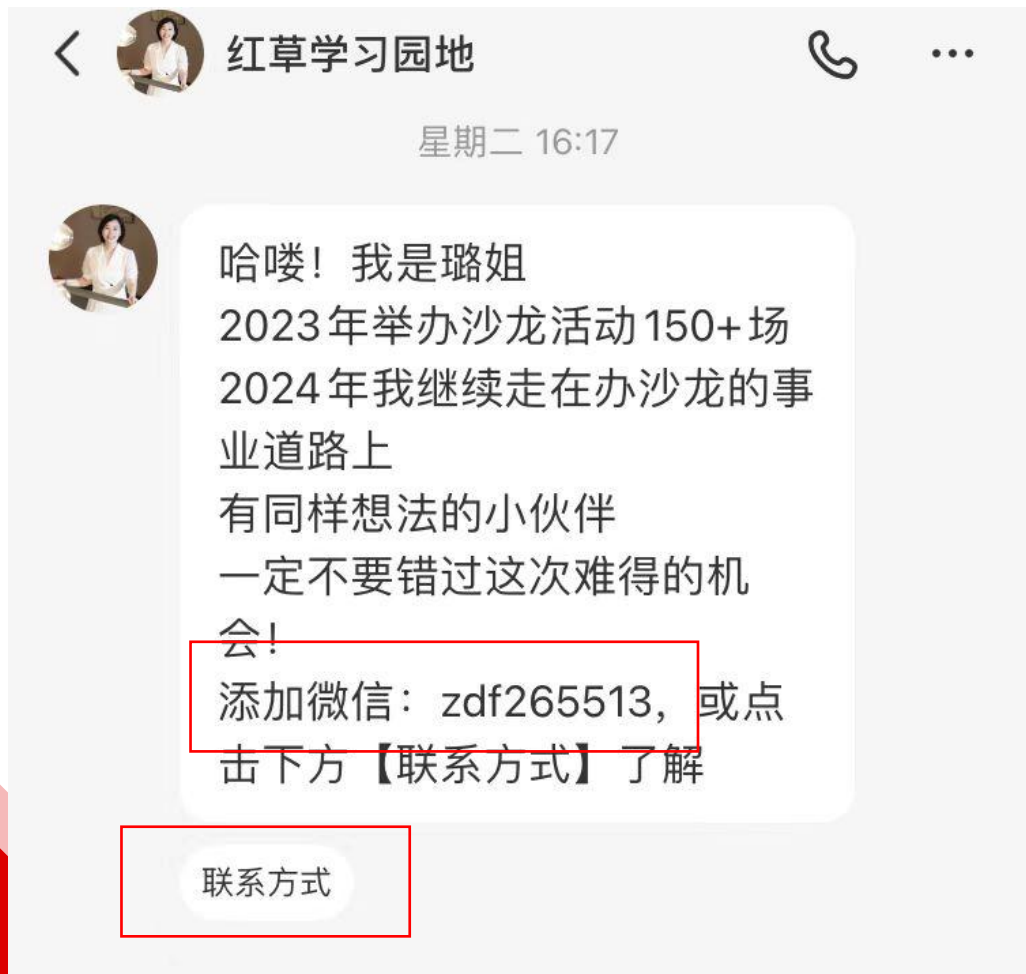 红草学习园地
星期二 16:17
哈喽！我是璐姐
2023年举办沙龙活动150+场
2024年我继续走在办沙龙的事
业道路上
有同样想法的小伙伴
一定不要错过这次难得的机
会！
添加微信：zdf265513，或点
击下方【联系方式】了解
联系方式